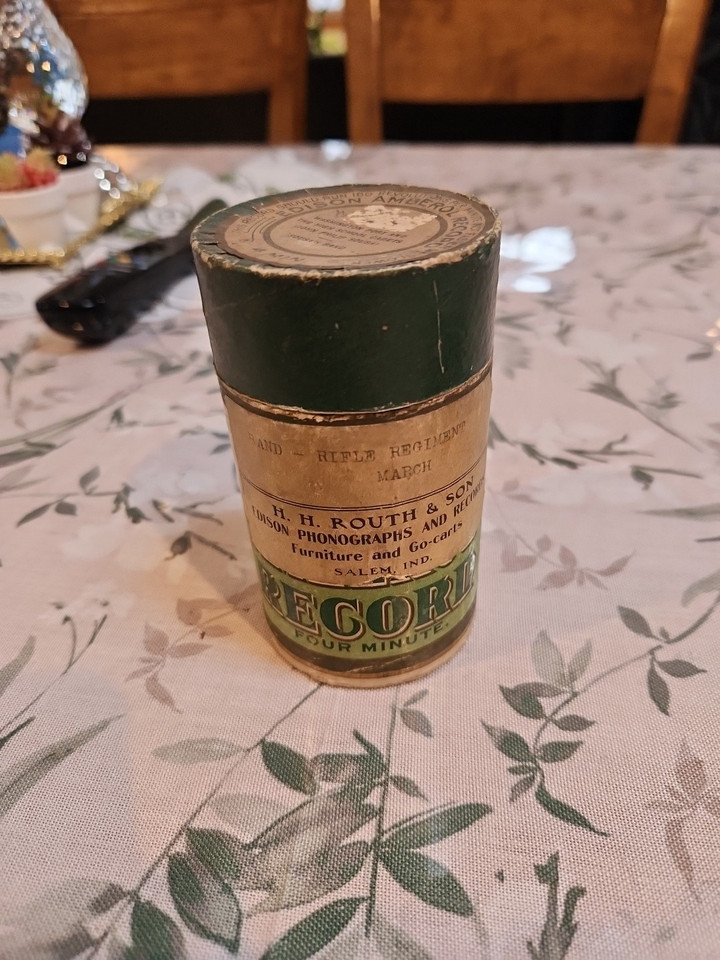 EDISON AMBEROL RECORD
BAND - RIFLE REGIMENT
MARCH
H. H. ROUTH & SON
EDISON PHONOGRAPHS AND RECORDS
Furniture and Go-carts
SALEM, IND.
RECORD
FOUR MINUTE.